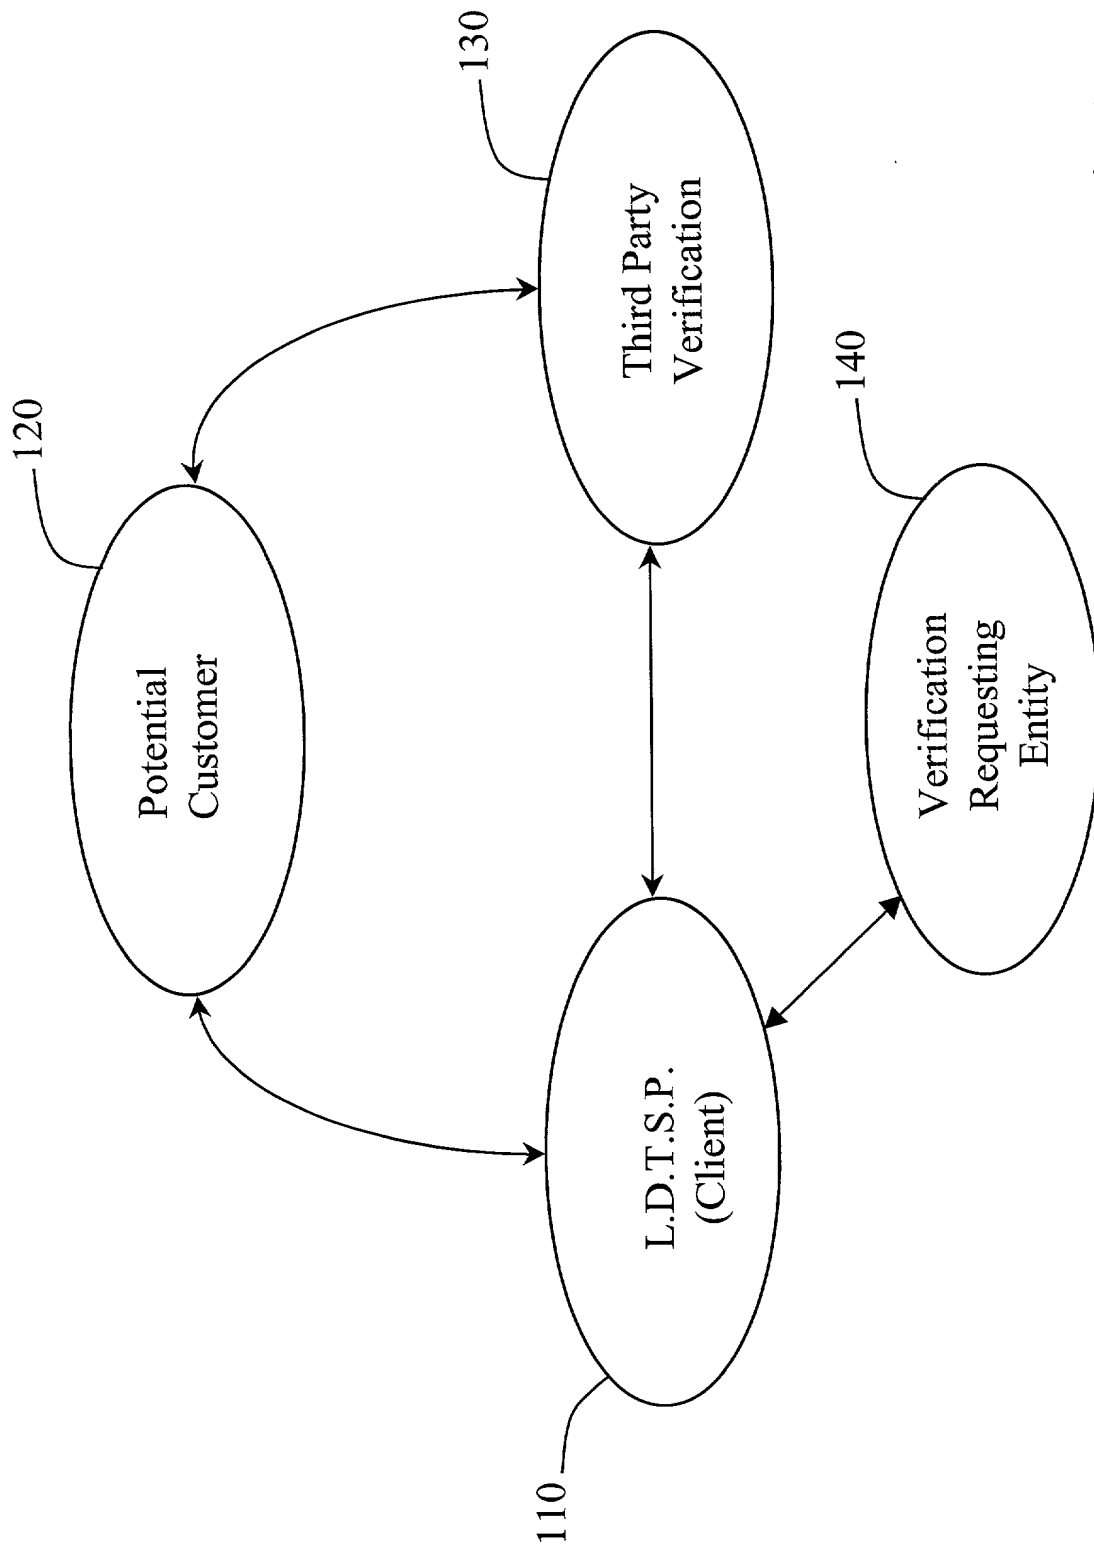 120
Potential
Customer
130
Third Party
Verification
110
L.D.T.S.P.
(Client)
140
Verification
Requesting
Entity